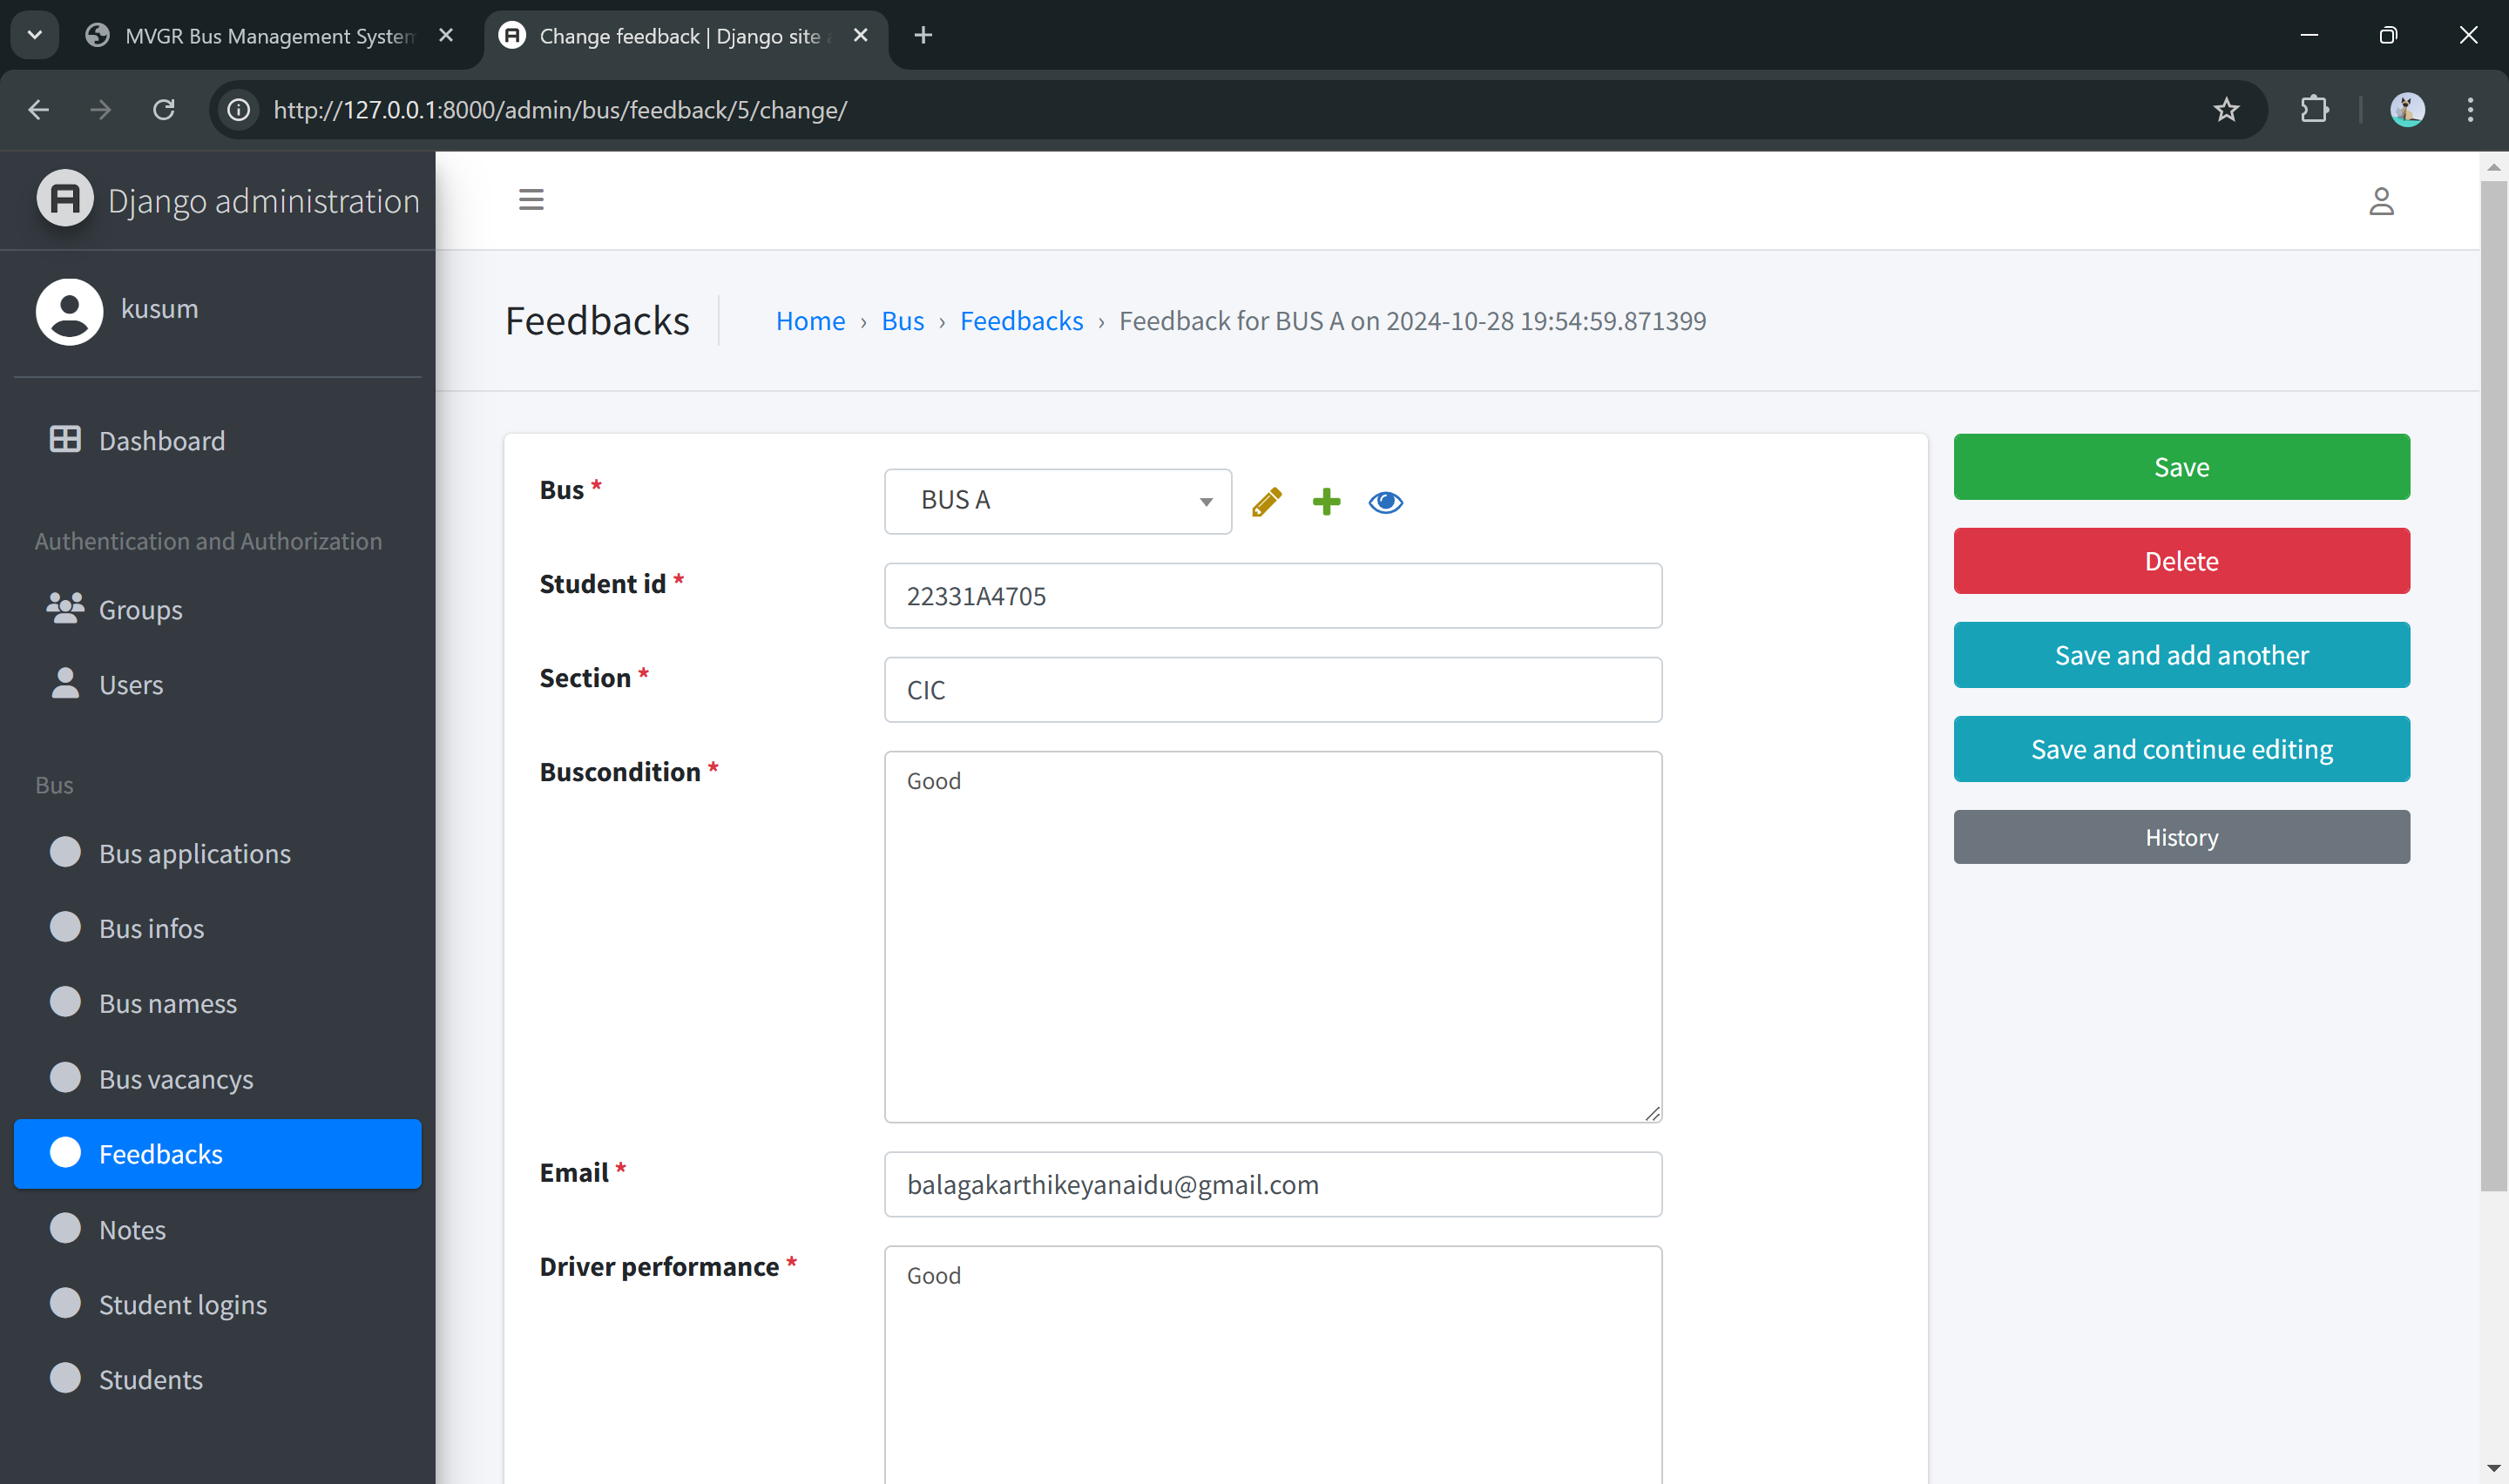 MVGR Bus Management System
Change feedback | Django site
http://127.0.0.1:8000/admin/bus/feedback/5/change/
Django administration
kusum
Dashboard
Authentication and Authorization
Groups
Users
Bus
Bus applications
Bus infos
Bus namess
Bus vacancys
Feedbacks
Notes
Student logins
Students
Feedbacks
Home › Bus › Feedbacks › Feedback for BUS A on 2024-10-28 19:54:59.871399
Bus *
BUS A
Student id *
22331A4705
Section *
CIC
Buscondition *
Good
Email *
balagakarthikeyanaidu@gmail.com
Driver performance *
Good
Save
Delete
Save and add another
Save and continue editing
History